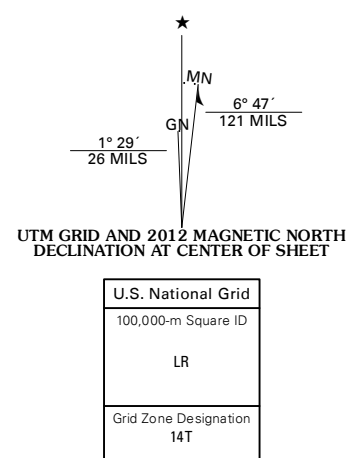 MN
GN
6° 47´
121 MILS
1° 29´
26 MILS
UTM GRID AND 2012 MAGNETIC NORTH
DECLINATION AT CENTER OF SHEET
U.S. National Grid
100,000-m Square ID
LR
Grid Zone Designation
14T